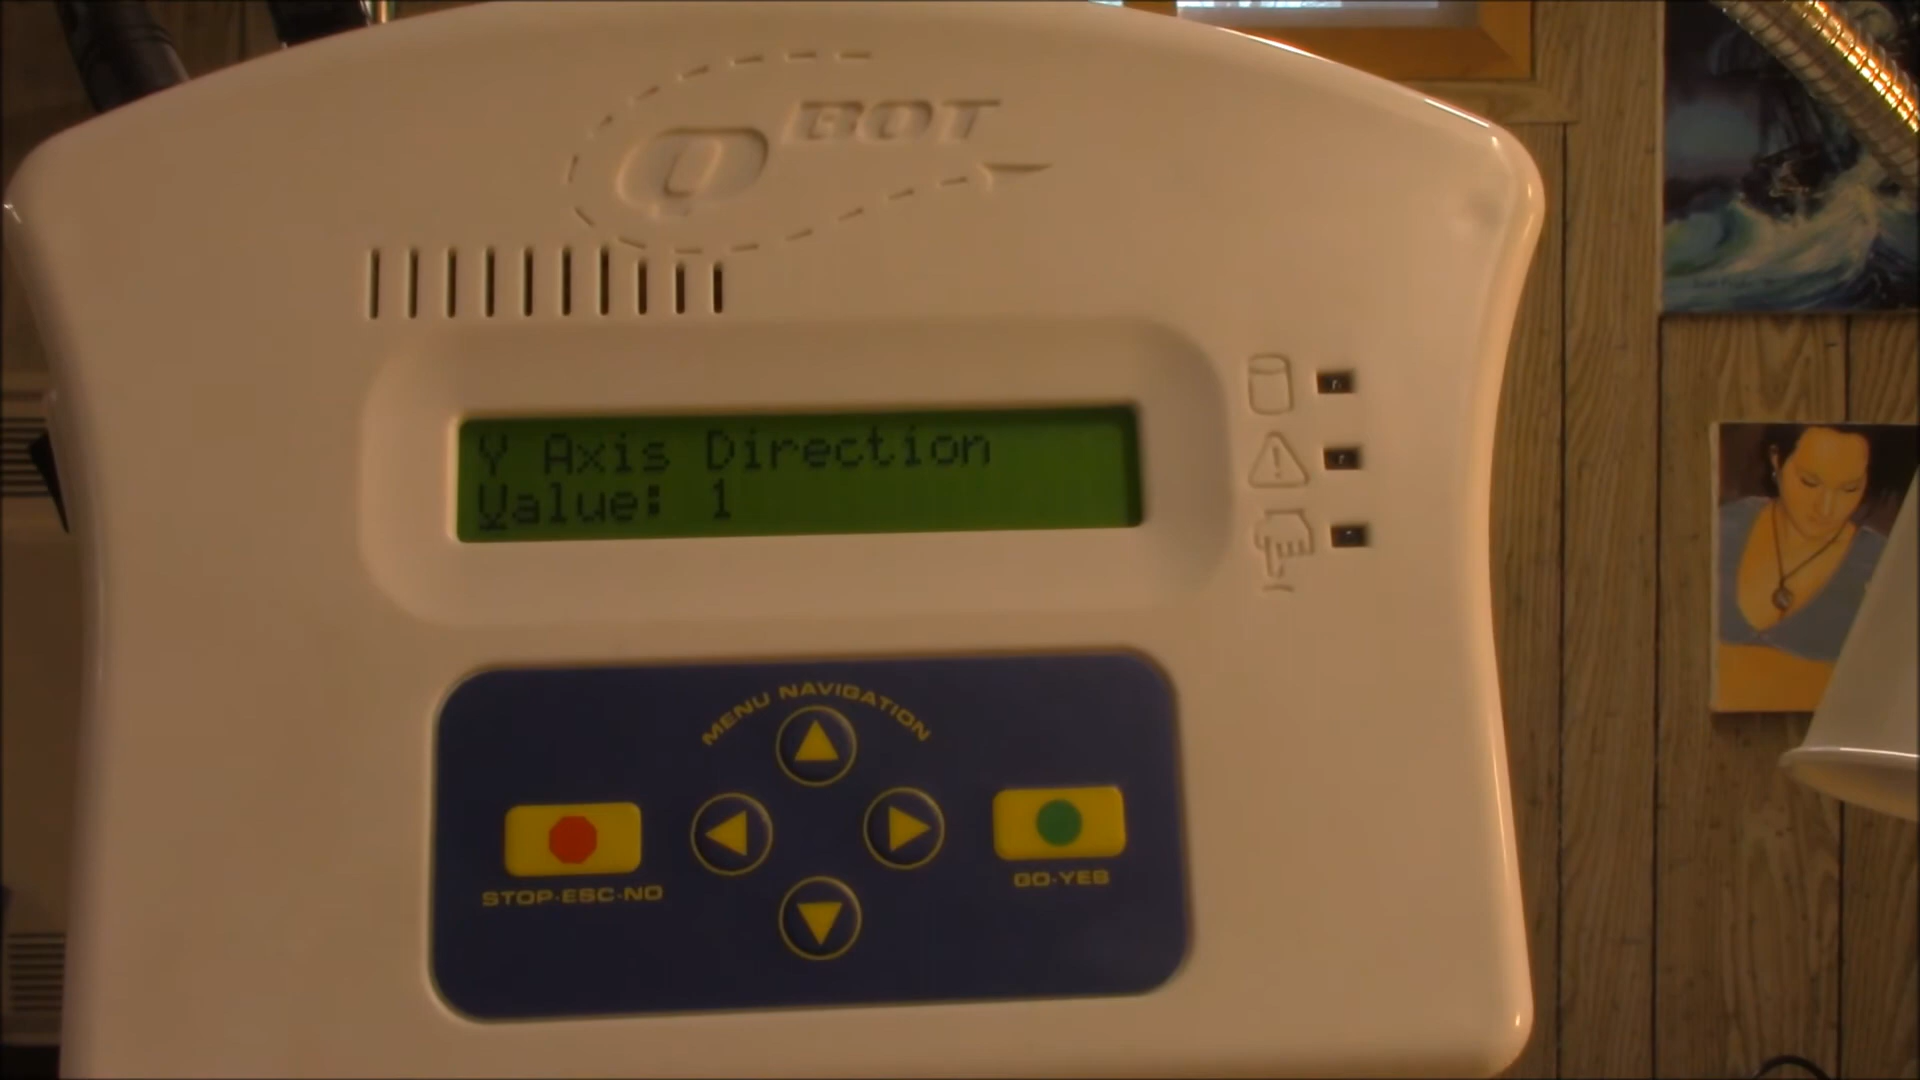 Q BOT
Y Axis Direction
Value: 1
MENU NAVIGATION
STOP-ESC-NO
GO-YES